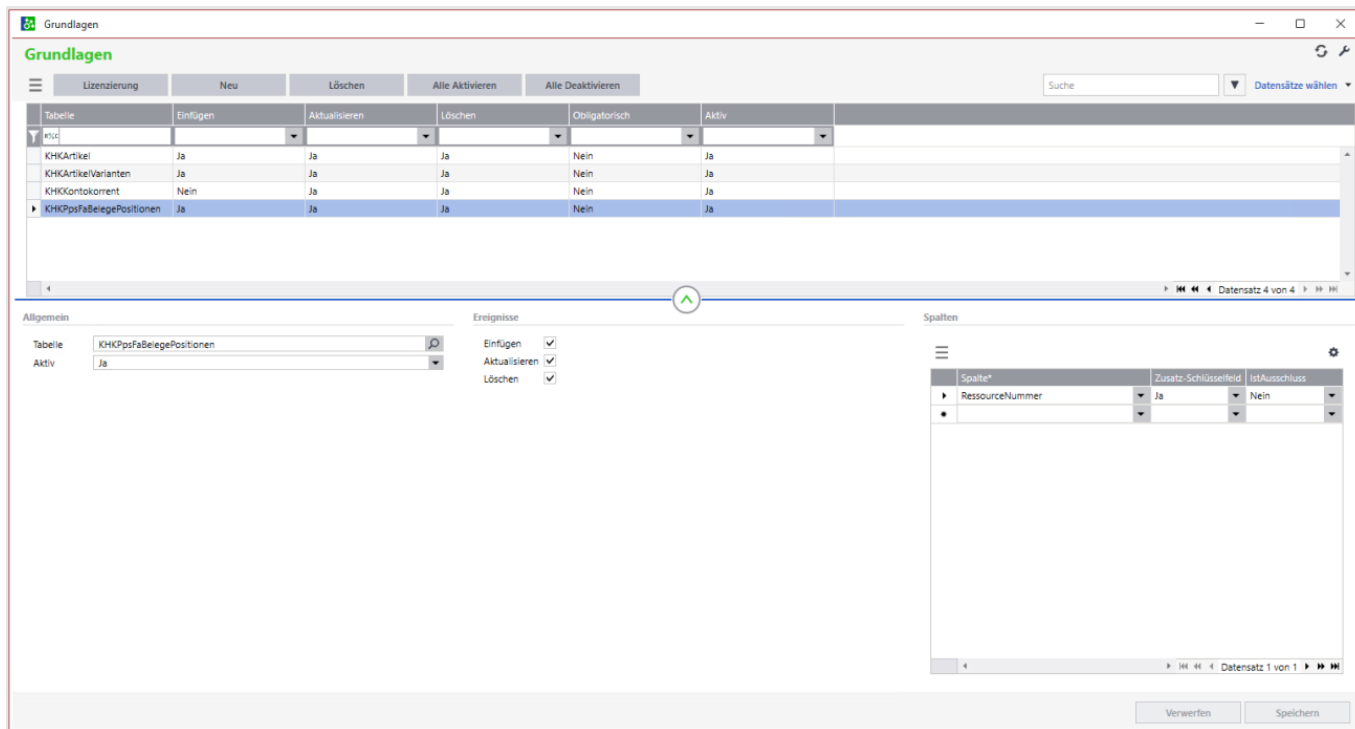 Grundlagen
Grundlagen
Lizenzierung Neu Löschen Alle Aktivieren Alle Deaktivieren Suche Datensätze wählen
Tabelle Einfügen Aktualisieren Löschen Obligatorisch Aktiv
KHKArtikel Ja Ja Ja Nein Ja
KHKArtikelVarianten Ja Ja Ja Nein Ja
KHKKontokorrent Nein Ja Ja Nein Ja
KHKPpsFaBelegePositionen Ja Ja Ja Nein Ja
Datensatz 4 von 4
Allgemein Ereignisse Spalten
Tabelle KHKPpsFaBelegePositionen Einfügen
Aktiv Ja Aktualisieren
Löschen
Spalte* Zusatz-Schlüsselfeld IstAusschluss
RessourceNummer Ja Nein
Datensatz 1 von 1
Verwerfen Speichern